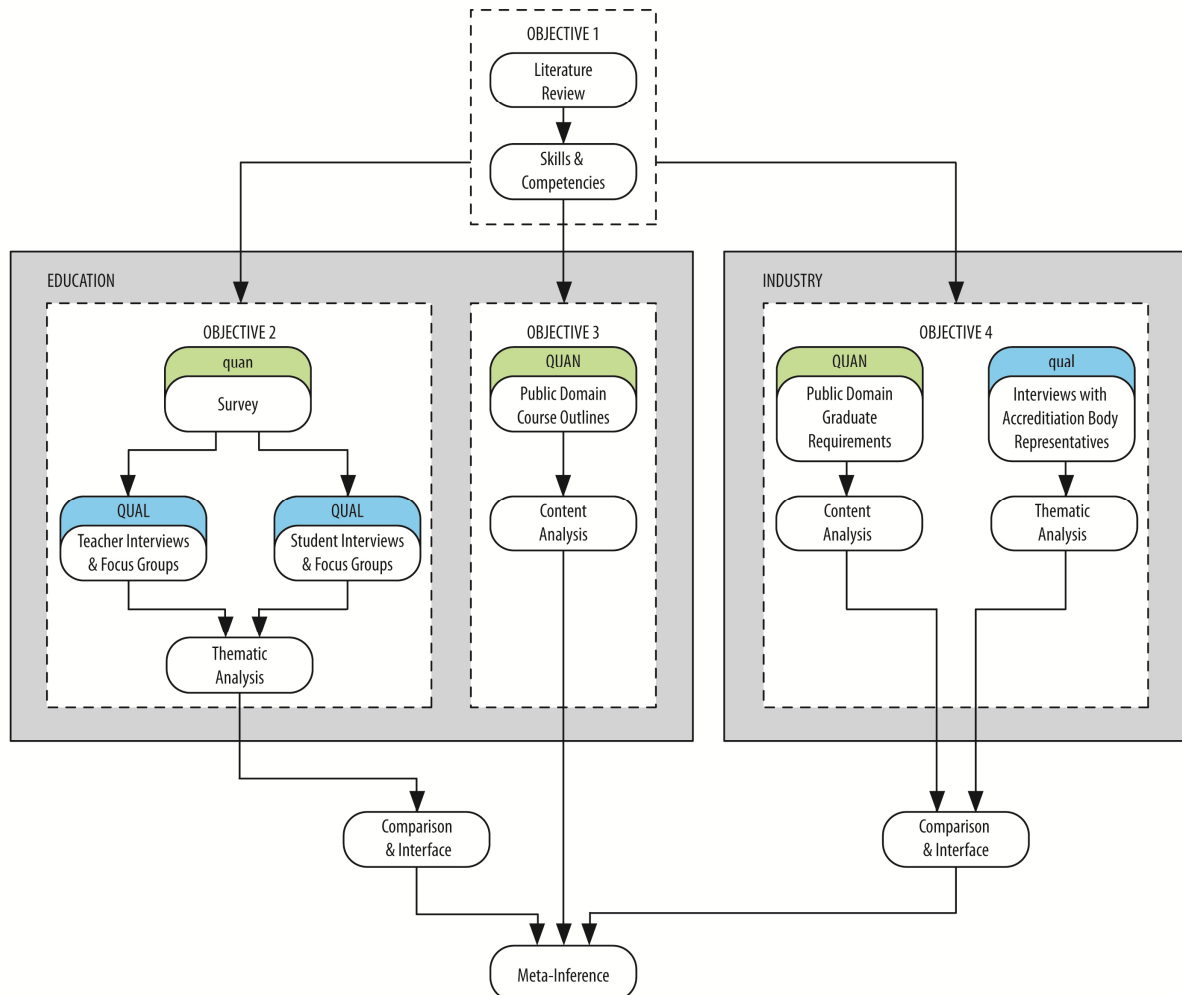 OBJECTIVE 1
Literature
Review
Skills &
Competencies
EDUCATION
OBJECTIVE 2
quan
Survey
QUAL
Teacher Interviews
& Focus Groups
QUAL
Student Interviews
& Focus Groups
Thematic
Analysis
OBJECTIVE 3
QUAN
Public Domain
Course Outlines
Content
Analysis
INDUSTRY
OBJECTIVE 4
QUAN
Public Domain
Graduate
Requirements
Content
Analysis
qual
Interviews with
Accreditiation Body
Representatives
Thematic
Analysis
Comparison
& Interface
Comparison
& Interface
Meta-Inference